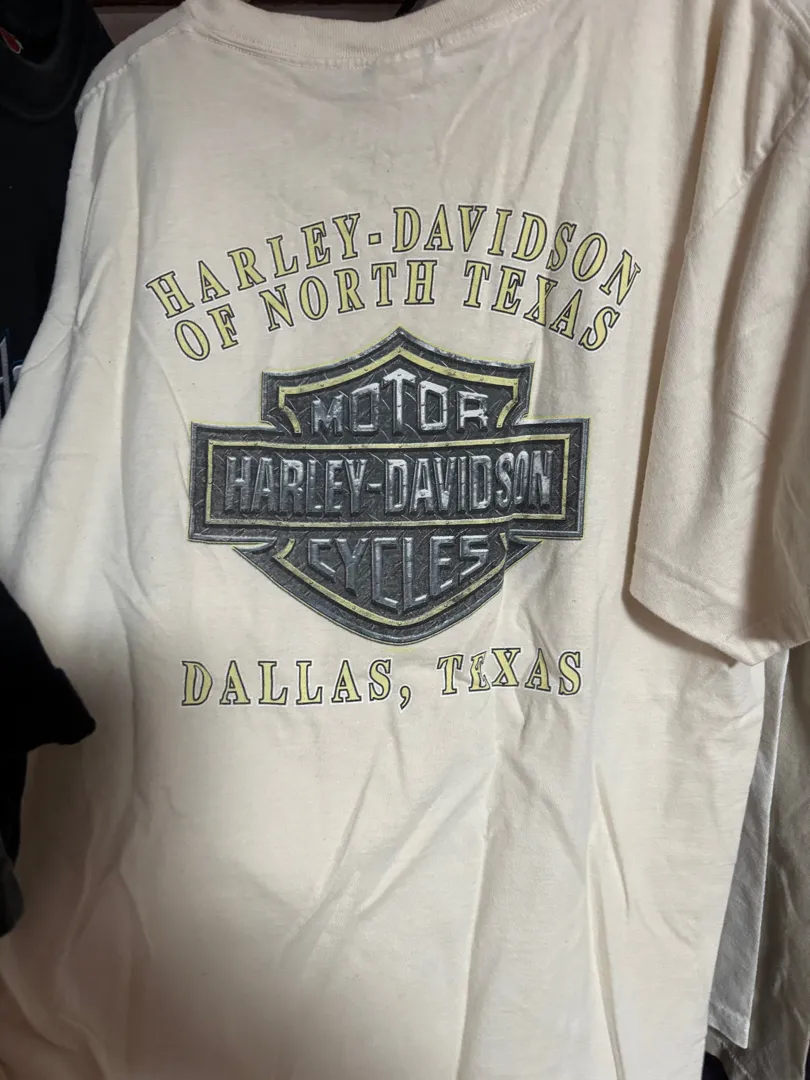 HARLEY-DAVIDSON
OF NORTH TEXAS
MOTOR
HARLEY-DAVIDSON
CYCLES
DALLAS, TEXAS